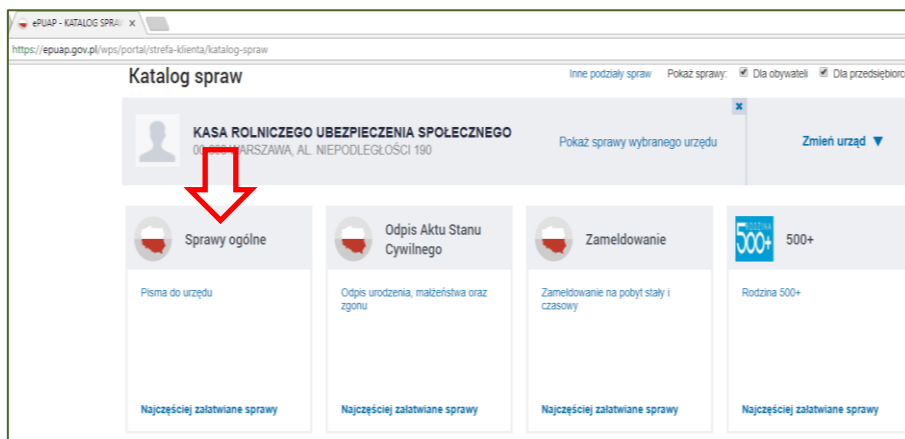 ePUAP - KATALOG SPRAW x
https://epuap.gov.pl/wps/portal/strefa-klienta/katalog-spraw
Katalog spraw
Inne podziały spraw Pokaż sprawy: Dla obywateli Dla przedsiębiorc
x
KASA ROLNICZEGO UBEZPIECZENIA SPOŁECZNEGO
WARSZAWA, AL. NIEPODLEGŁOŚCI 190
Pokaż sprawy wybranego urzędu
Zmień urząd ▼
Sprawy ogólne
Odpis Aktu Stanu
Cywilnego
Zameldowanie
RODZINA
500+
500+
Pisma do urzędu
Odpis urodzenia, małżeństwa oraz
zgonu
Zameldowanie na pobyt stały i
czasowy
Rodzina 500+
Najczęściej załatwiane sprawy
Najczęściej załatwiane sprawy
Najczęściej załatwiane sprawy
Najczęściej załatwiane sprawy